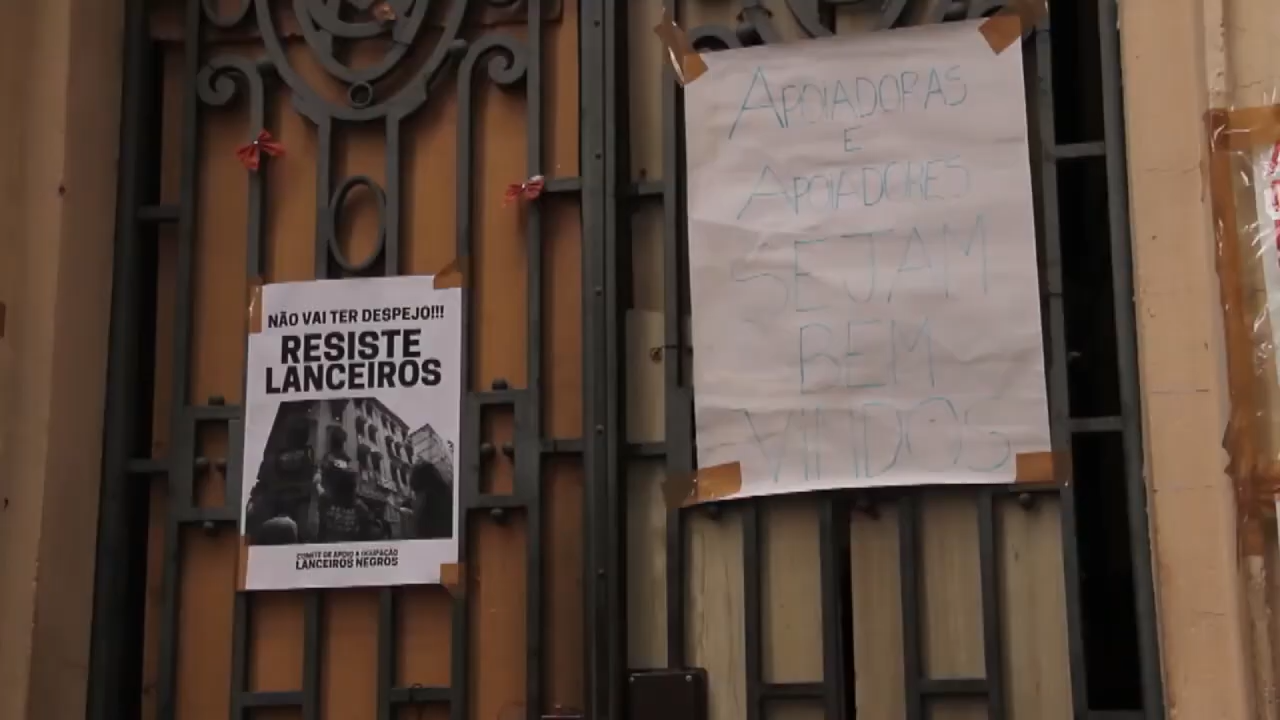 NÃO VAI TER DESPEJO!!!
RESISTE
LANCEIROS
COMITÊ DE APOIO A OCUPAÇÃO
LANCEIROS NEGROS
APOIADORAS
E
APOIADORES
SEJAM
BEM
VINDOS